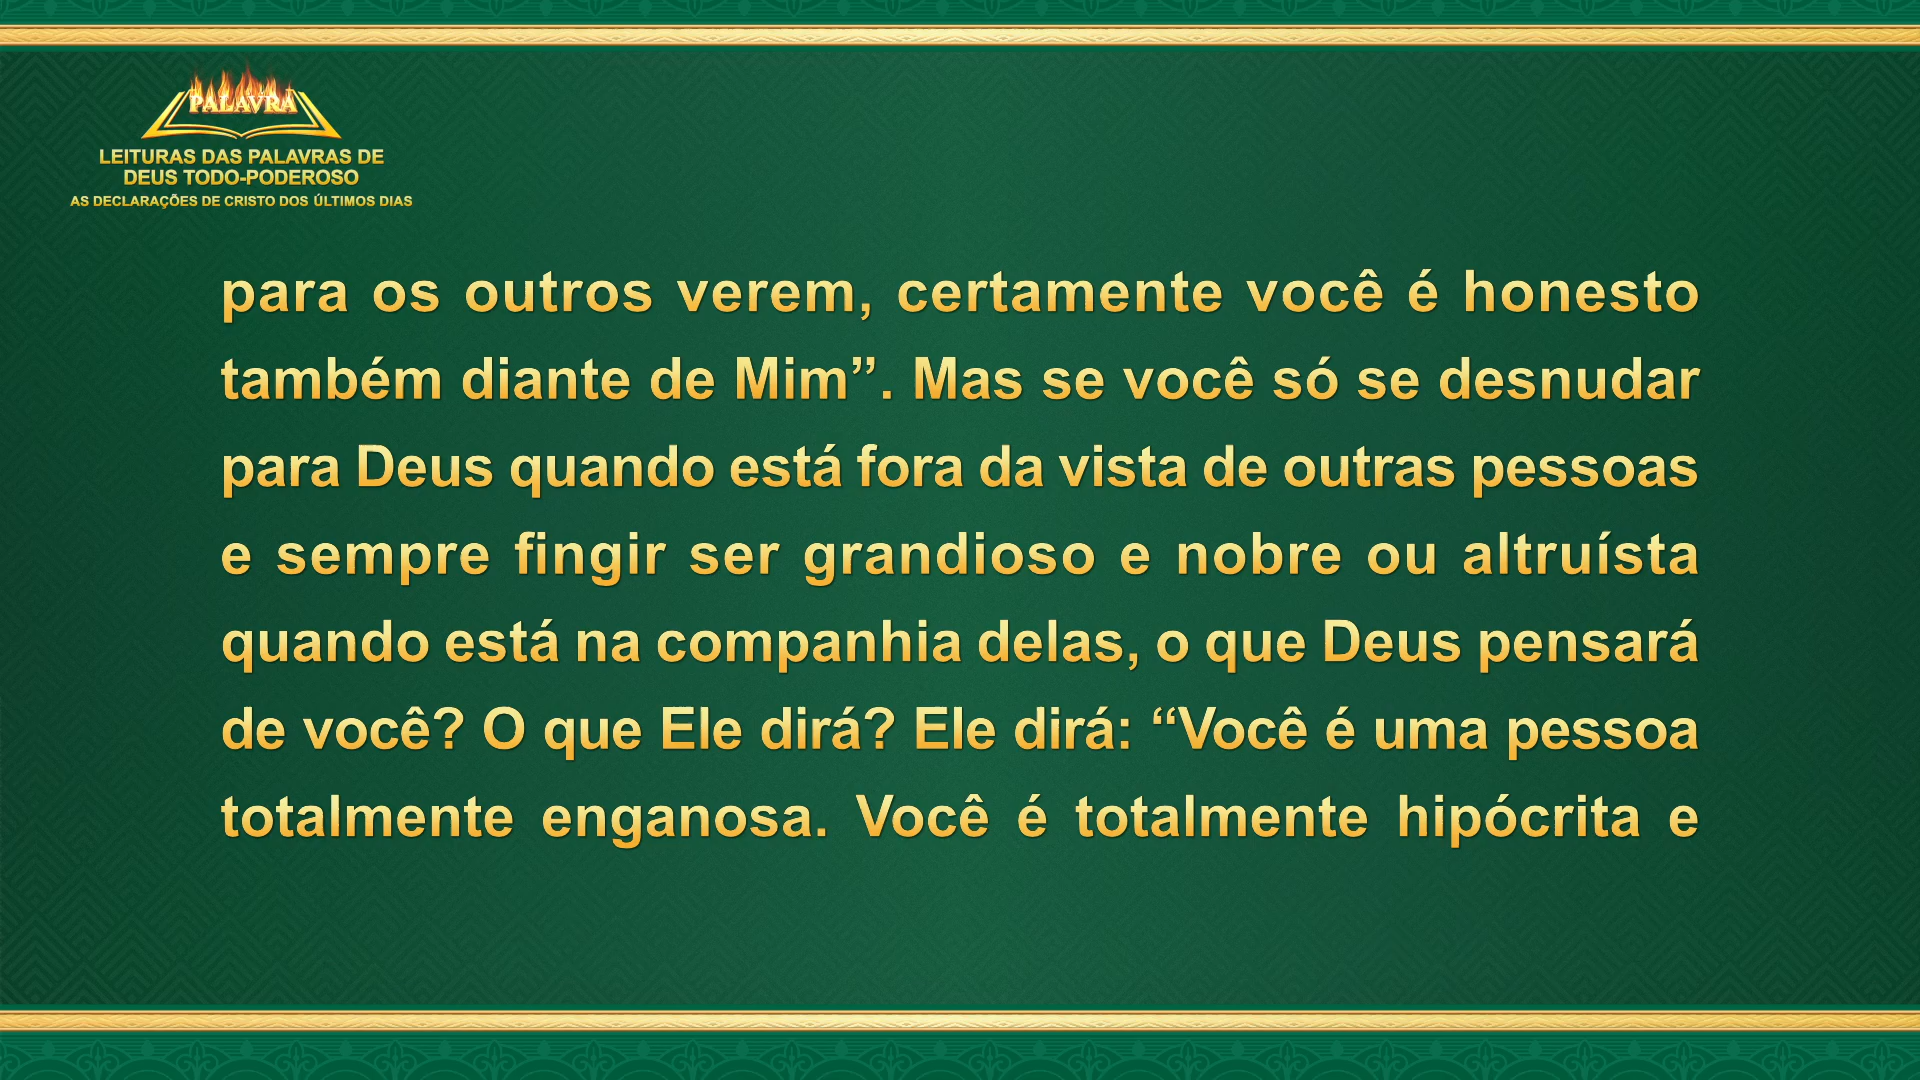 PALAVRA
LEITURAS DAS PALAVRAS DE
DEUS TODO-PODEROSO
AS DECLARAÇÕES DE CRISTO DOS ÚLTIMOS DIAS
para os outros verem, certamente você é honesto
também diante de Mim”. Mas se você só se desnudar
para Deus quando está fora da vista de outras pessoas
e sempre fingir ser grandioso e nobre ou altruísta
quando está na companhia delas, o que Deus pensará
de você? O que Ele dirá? Ele dirá: “Você é uma pessoa
totalmente enganosa. Você é totalmente hipócrita e